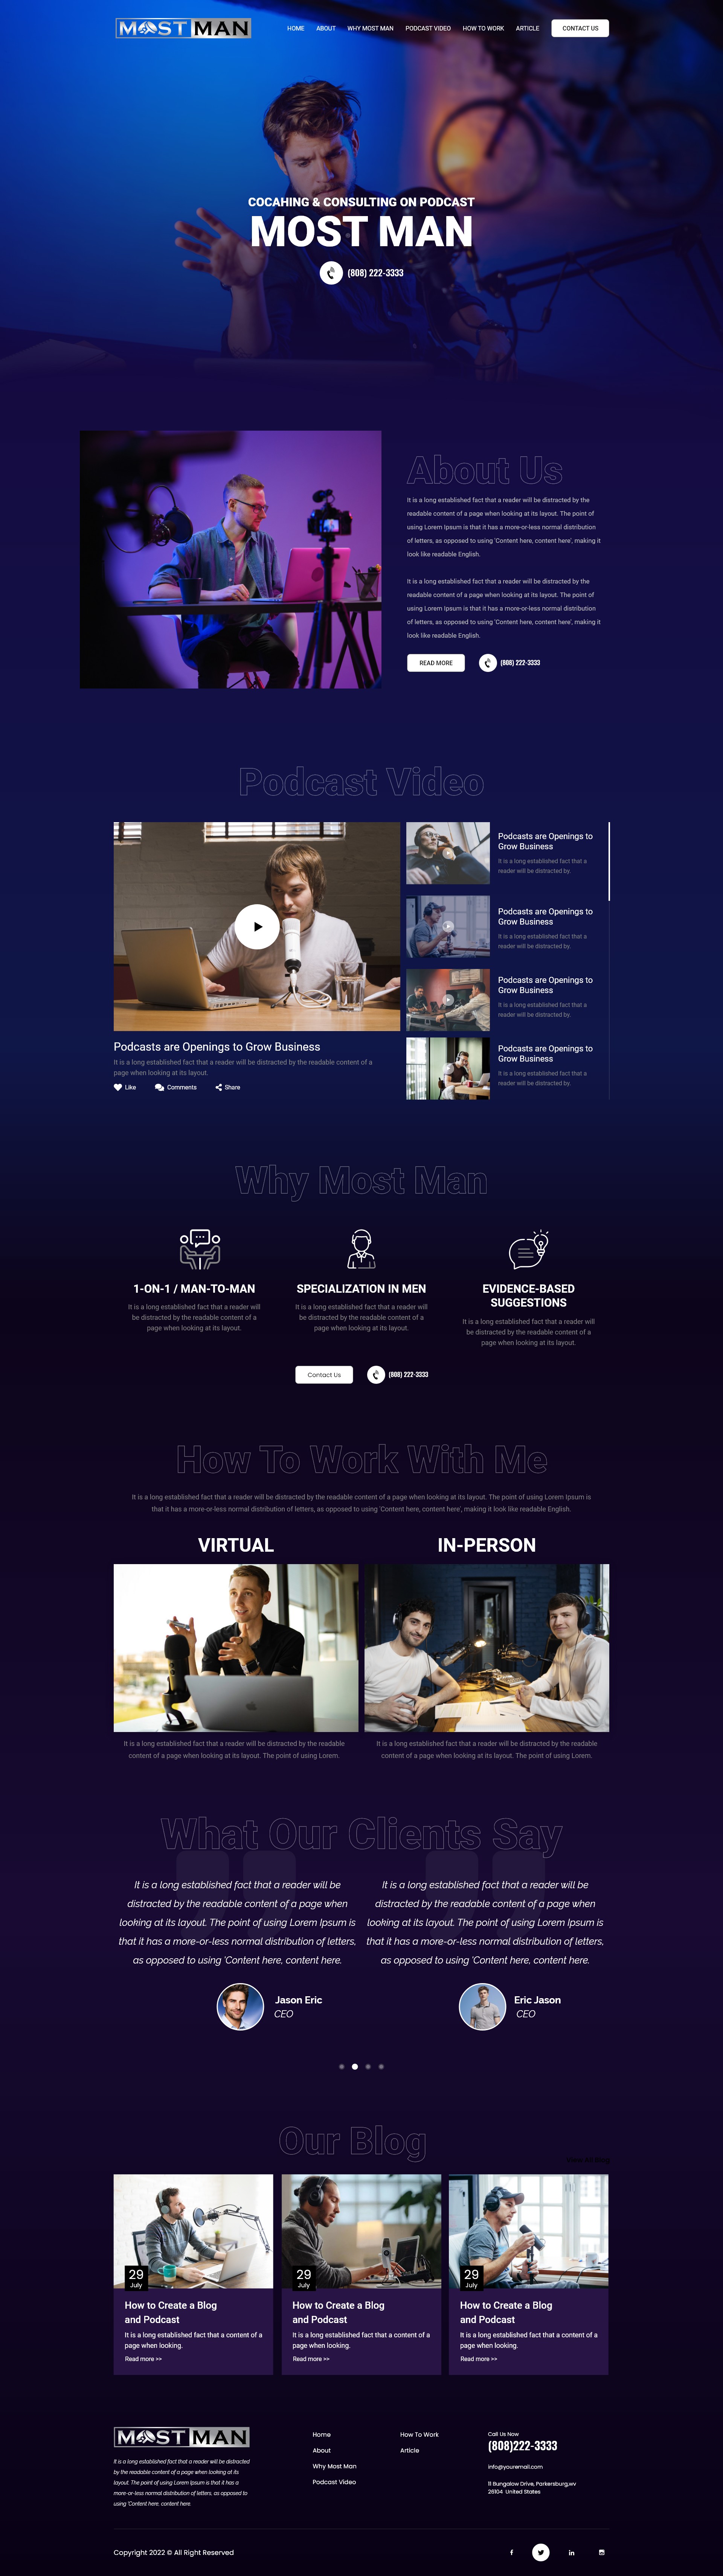 MOST MAN
HOME ABOUT WHY MOST MAN PODCAST VIDEO HOW TO WORK ARTICLE CONTACT US
COCAHING & CONSULTING ON PODCAST
MOST MAN
(808) 222-3333
About Us
It is a long established fact that a reader will be distracted by the
readable content of a page when looking at its layout. The point of
using Lorem Ipsum is that it has a more-or-less normal distribution
of letters, as opposed to using 'Content here, content here', making it
look like readable English.
It is a long established fact that a reader will be distracted by the
readable content of a page when looking at its layout. The point of
using Lorem Ipsum is that it has a more-or-less normal distribution
of letters, as opposed to using 'Content here, content here', making it
look like readable English.
READ MORE (808) 222-3333
Podcast Video
Podcasts are Openings to Grow Business
It is a long established fact that a reader will be distracted by the readable content of a
page when looking at its layout.
Like Comments Share
Podcasts are Openings to
Grow Business
It is a long established fact that a
reader will be distracted by.
Podcasts are Openings to
Grow Business
It is a long established fact that a
reader will be distracted by.
Podcasts are Openings to
Grow Business
It is a long established fact that a
reader will be distracted by.
Podcasts are Openings to
Grow Business
It is a long established fact that a
reader will be distracted by.
Why Most Man
1-ON-1 / MAN-TO-MAN
It is a long established fact that a reader will
be distracted by the readable content of a
page when looking at its layout.
SPECIALIZATION IN MEN
It is a long established fact that a reader will
be distracted by the readable content of a
page when looking at its layout.
EVIDENCE-BASED
SUGGESTIONS
It is a long established fact that a reader will
be distracted by the readable content of a
page when looking at its layout.
Contact Us (808) 222-3333
How To Work With Me
It is a long established fact that a reader will be distracted by the readable content of a page when looking at its layout. The point of using Lorem Ipsum is
that it has a more-or-less normal distribution of letters, as opposed to using 'Content here, content here', making it look like readable English.
VIRTUAL
It is a long established fact that a reader will be distracted by the readable
content of a page when looking at its layout. The point of using Lorem.
IN-PERSON
It is a long established fact that a reader will be distracted by the readable
content of a page when looking at its layout. The point of using Lorem.
What Our Clients Say
It is a long established fact that a reader will be
distracted by the readable content of a page when
looking at its layout. The point of using Lorem Ipsum is
that it has a more-or-less normal distribution of letters,
as opposed to using 'Content here, content here.
Jason Eric
CEO
It is a long established fact that a reader will be
distracted by the readable content of a page when
looking at its layout. The point of using Lorem Ipsum is
that it has a more-or-less normal distribution of letters,
as opposed to using 'Content here, content here.
Eric Jason
CEO
Our Blog
29
July
How to Create a Blog
and Podcast
It is a long established fact that a content of a
page when looking.
Read more >>
29
July
How to Create a Blog
and Podcast
It is a long established fact that a content of a
page when looking.
Read more >>
29
July
How to Create a Blog
and Podcast
It is a long established fact that a content of a
page when looking.
Read more >>
MOST MAN
It is a long established fact that a reader will be distracted
by the readable content of a page when looking at its
layout. The point of using Lorem Ipsum is that it has a
more-or-less normal distribution of letters, as opposed to
using 'Content here. content here.
Home
About
Why Most Man
Podcast Video
How To Work
Article
Call Us Now
(808)222-3333
info@youremail.com
11 Bungalow Drive, Parkersburg,wv
26104 United States
Copyright 2022 © All Right Reserved